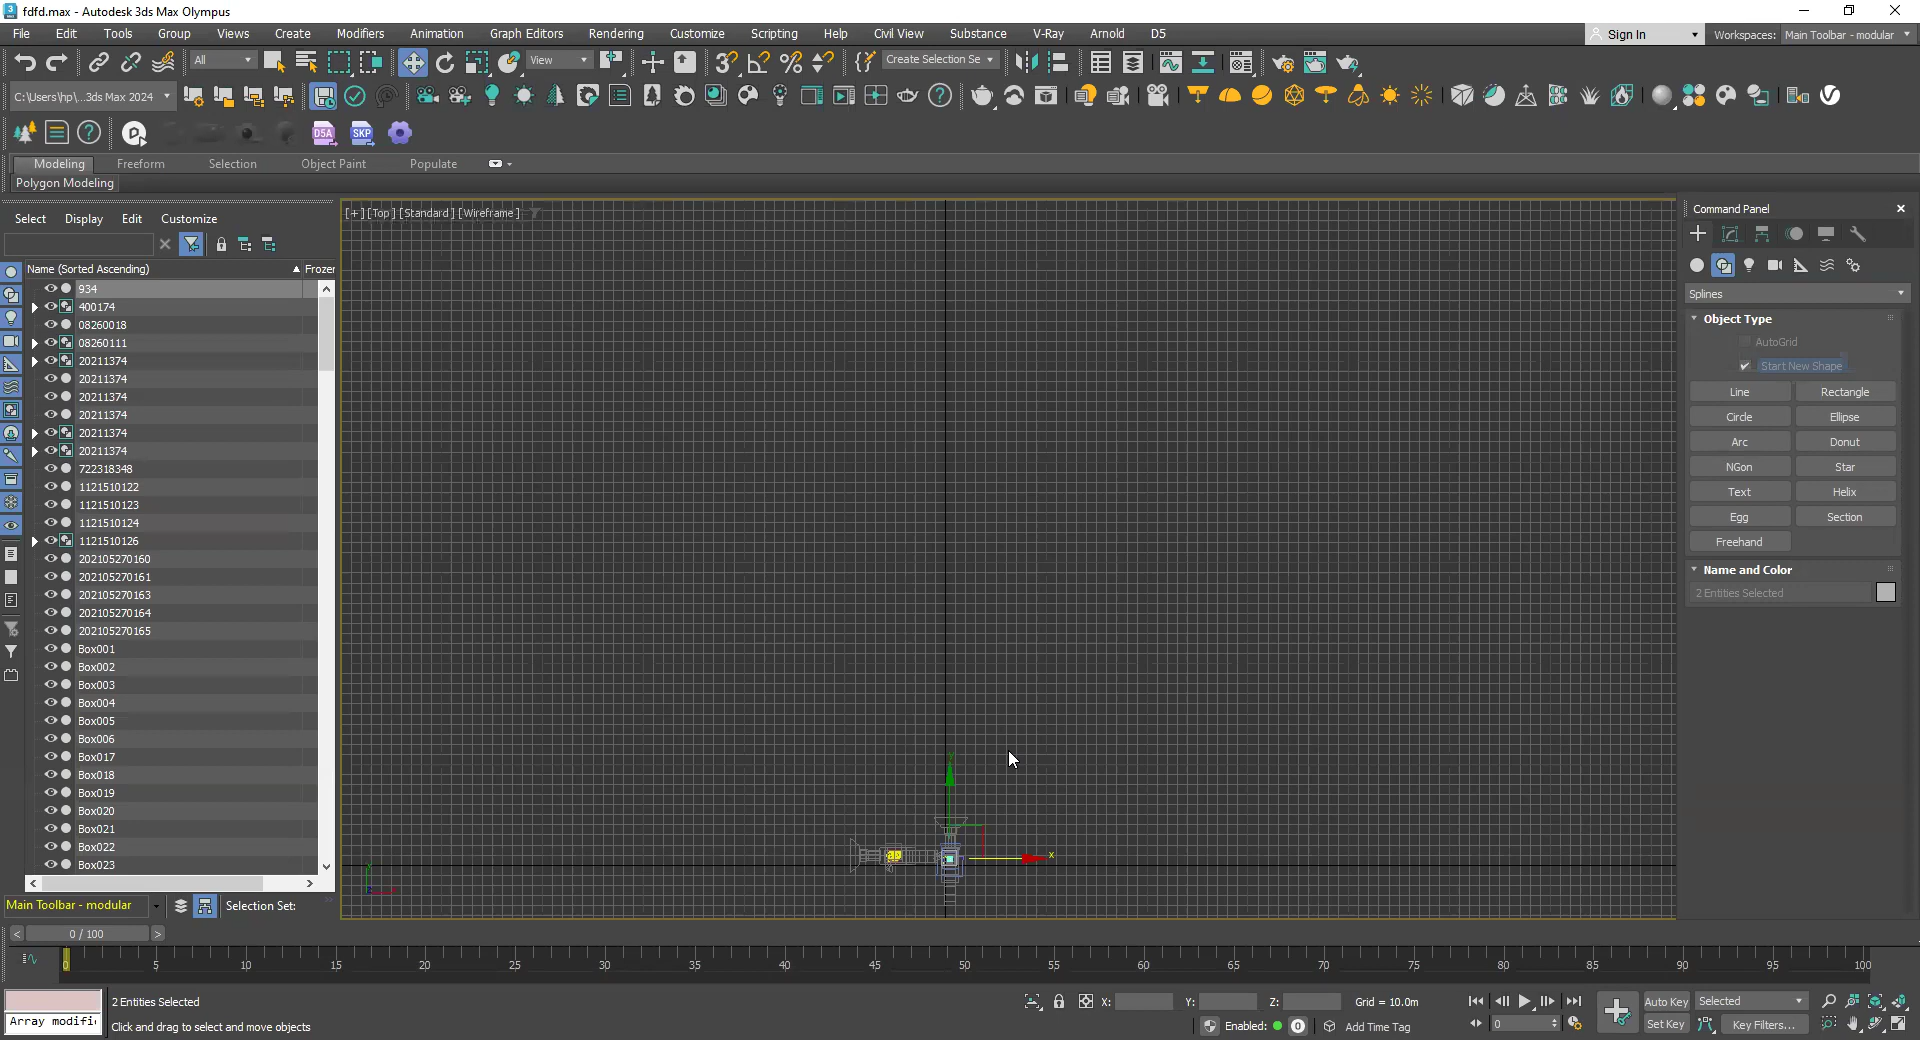 fdfd.max - Autodesk 3ds Max Olympus
File Edit Tools Group Views Create Modifiers Animation Graph Editors Rendering Customize Scripting Help Civil View Substance V-Ray Arnold D5 Sign In Workspaces: Main Toolbar - modular
All View Create Selection Se
C:\Users\hp\...3ds Max 2024
D5A SKP
Modeling Freeform Selection Object Paint Populate
Polygon Modeling
Select Display Edit Customize
[+] [Top] [Standard] [Wireframe]
Command Panel
Name (Sorted Ascending) Frozen
934
400174
08260018
08260111
20211374
20211374
20211374
20211374
20211374
20211374
722318348
1121510122
1121510123
1121510124
1121510126
202105270160
202105270161
202105270163
202105270164
202105270165
Box001
Box002
Box003
Box004
Box005
Box006
Box017
Box018
Box019
Box020
Box021
Box022
Box023
Splines
Object Type
AutoGrid
Start New Shape
Line Rectangle
Circle Ellipse
Arc Donut
NGon Star
Text Helix
Egg Section
Freehand
Name and Color
2 Entities Selected
x
Main Toolbar - modular Selection Set:
< 0 / 100 >
0 5 10 15 20 25 30 35 40 45 50 55 60 65 70 75 80 85 90 95 100
2 Entities Selected X: Y: Z: Grid = 10.0m Auto Key Selected
Array modifi
Click and drag to select and move objects Enabled: 0 Add Time Tag 0 Set Key Key Filters...